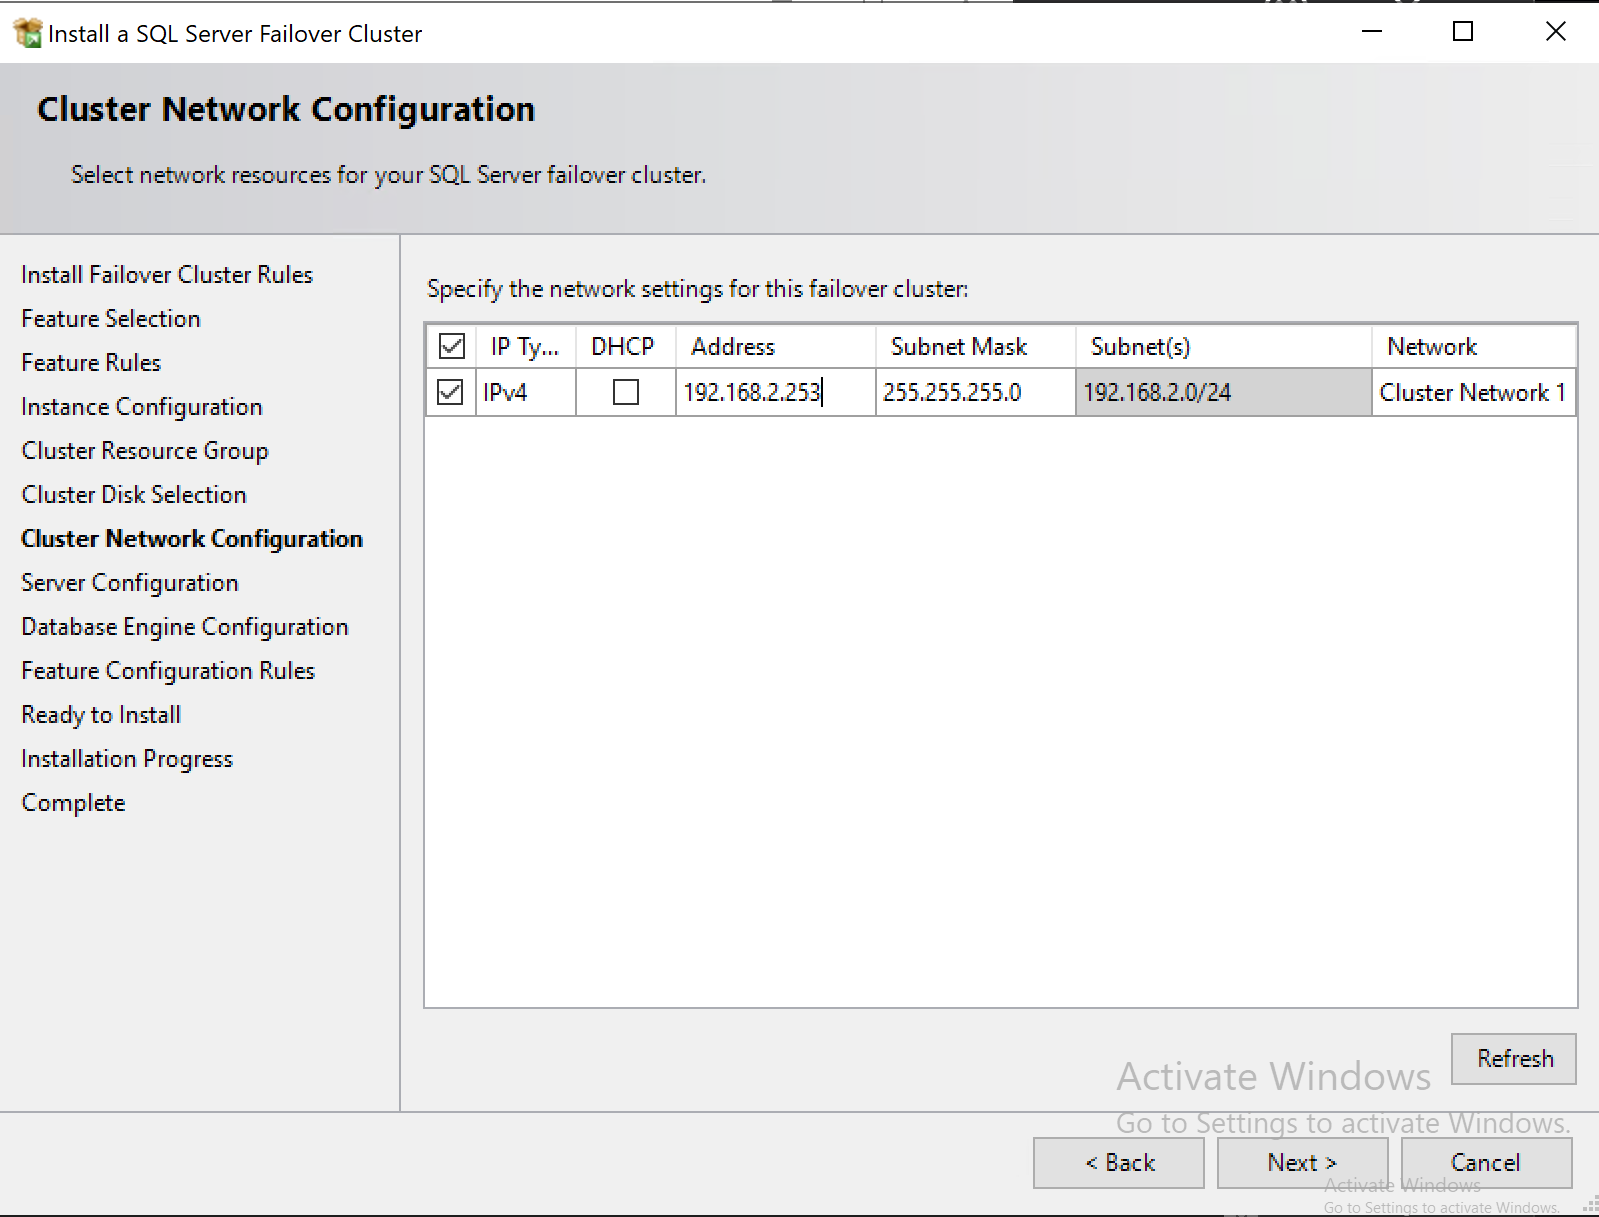 Install a SQL Server Failover Cluster
Cluster Network Configuration
Select network resources for your SQL Server failover cluster.
Install Failover Cluster Rules
Feature Selection
Feature Rules
Instance Configuration
Cluster Resource Group
Cluster Disk Selection
Cluster Network Configuration
Server Configuration
Database Engine Configuration
Feature Configuration Rules
Ready to Install
Installation Progress
Complete
Specify the network settings for this failover cluster:
IP Ty... DHCP Address Subnet Mask Subnet(s) Network
IPv4 192.168.2.253 255.255.255.0 192.168.2.0/24 Cluster Network 1
Refresh
Activate Windows
Go to Settings to activate Windows.
< Back Next > Cancel
Activate Windows
Go to Settings to activate Windows.